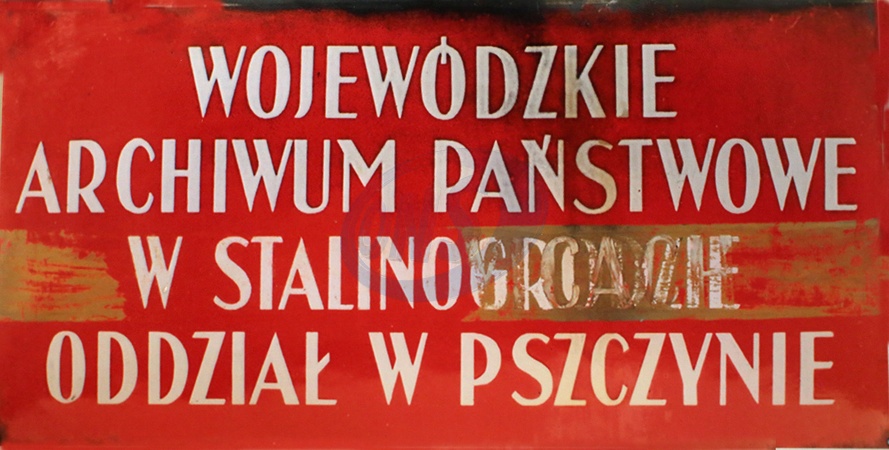 WOJEWÓDZKIE
ARCHIWUM PAŃSTWOWE
W STALINOGRODZIE
ODDZIAŁ W PSZCZYNIE